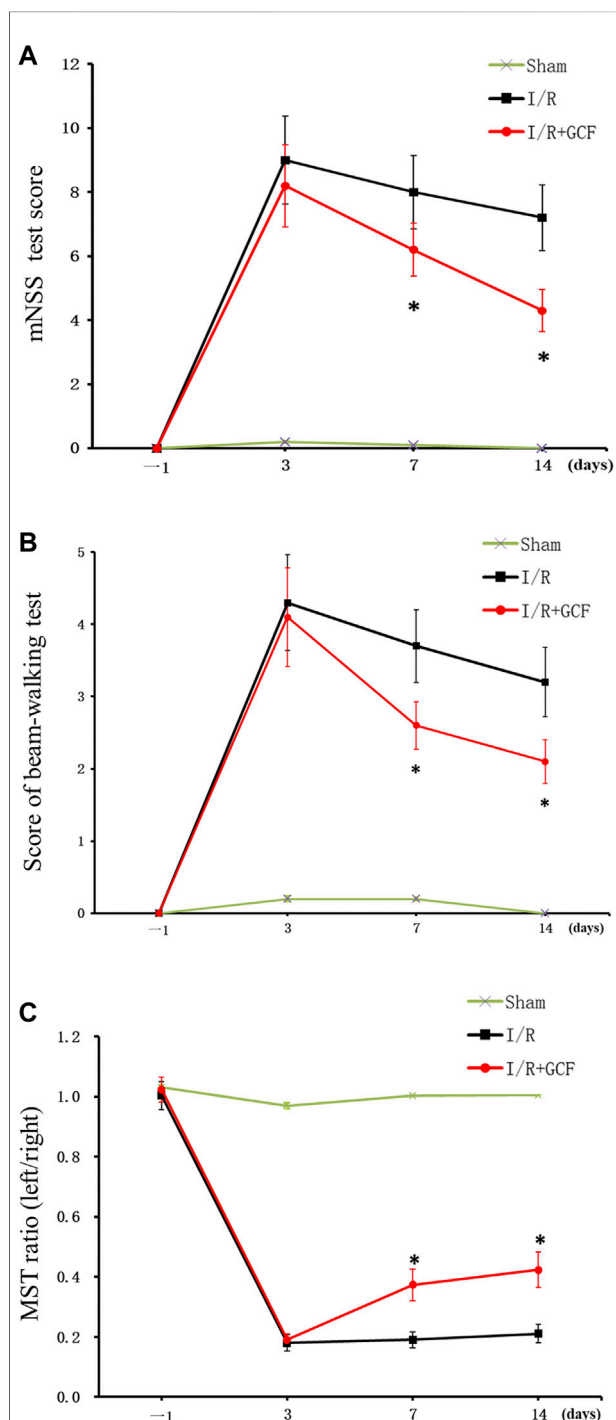 A
Sham
I/R
I/R+GCF
12
10
8
6
4
2
0
mNSS test score
*
*
一1
3
7
14
(days)
B
Sham
I/R
I/R+GCF
5
4
3
2
1
0
Score of beam-walking test
*
*
一1
3
7
14
(days)
C
Sham
I/R
I/R+GCF
1.2
1.0
0.8
0.6
0.4
0.2
0.0
MST ratio (left/right)
*
*
一1
3
7
14
(days)